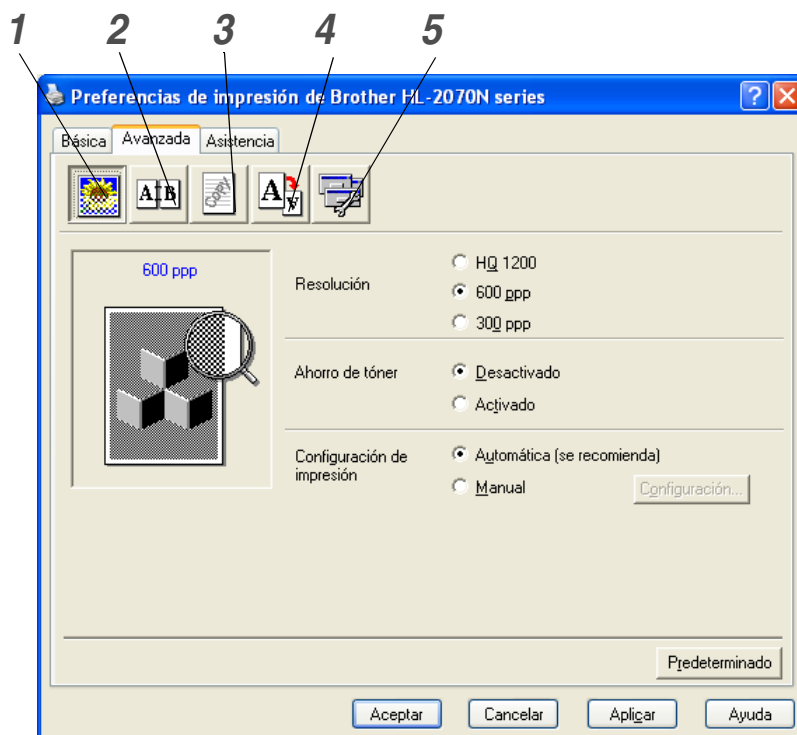 1 2 3 4 5
Preferencias de impresión de Brother HL-2070N series
Básica Avanzada Asistencia
A B COPY A A
600 ppp
Resolución
HQ 1200
600 ppp
300 ppp
Ahorro de tóner
Desactivado
Activado
Configuración de
impresión
Automática (se recomienda)
Manual
Configuración...
Predeterminado
Aceptar Cancelar Aplicar Ayuda